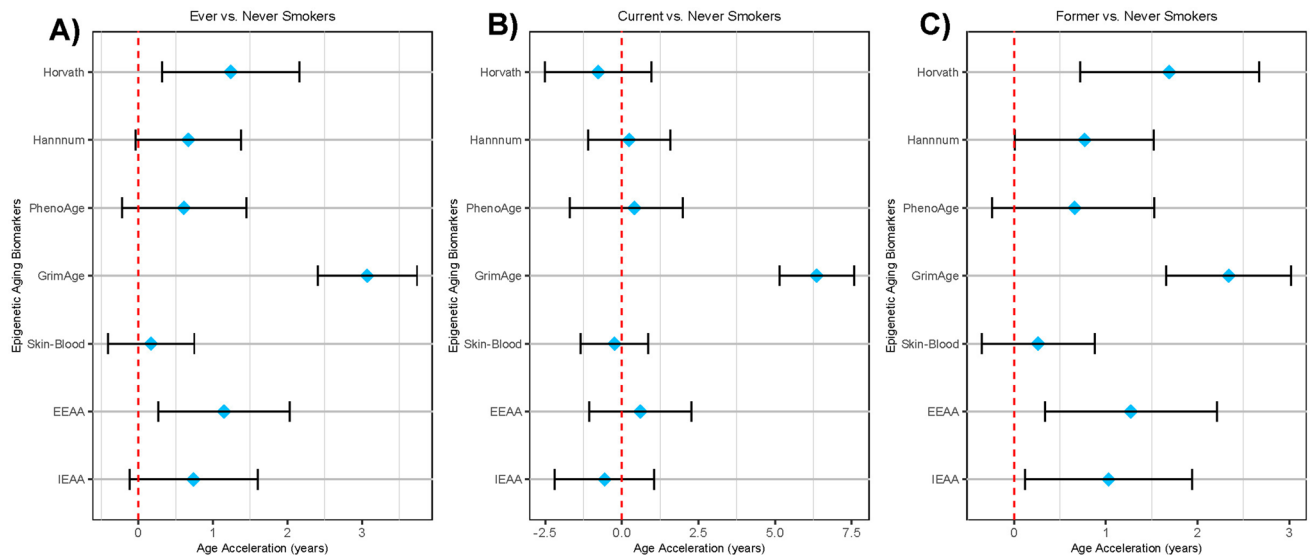 A)
Ever vs. Never Smokers
Epigenetic Aging Biomarkers
Horvath
Hannnum
PhenoAge
GrimAge
Skin-Blood
EEAA
IEAA
0
1
2
3
Age Acceleration (years)
B)
Current vs. Never Smokers
Epigenetic Aging Biomarkers
Horvath
Hannnum
PhenoAge
GrimAge
Skin-Blood
EEAA
IEAA
-2.5
0.0
2.5
5.0
7.5
Age Acceleration (years)
C)
Former vs. Never Smokers
Epigenetic Aging Biomarkers
Horvath
Hannnum
PhenoAge
GrimAge
Skin-Blood
EEAA
IEAA
0
1
2
3
Age Acceleration (years)